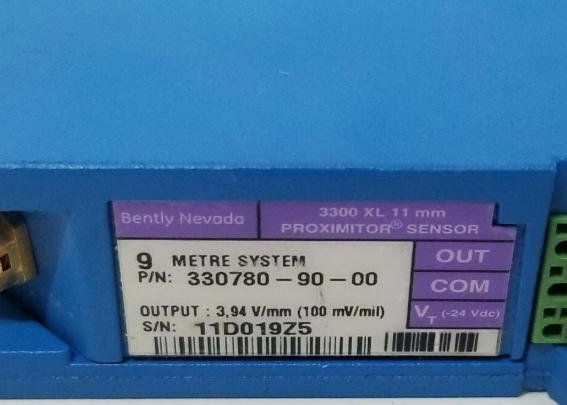 Bently Nevada
3300 XL 11 mm
PROXIMITOR® SENSOR
9 METRE SYSTEM
P/N: 330780-90-00
OUTPUT : 3,94 V/mm (100 mV/mil)
S/N: 11D019Z5
OUT
COM
VT (-24 Vdc)